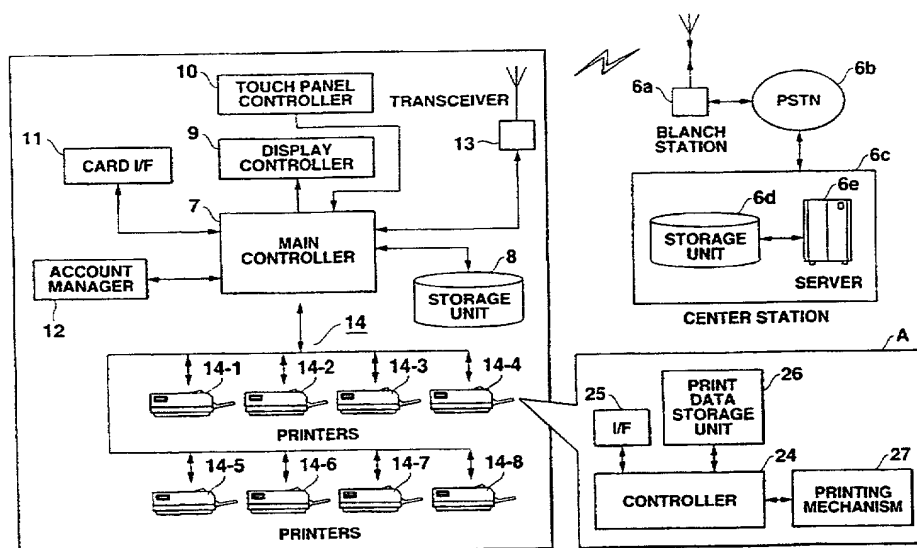 10
TOUCH PANEL
CONTROLLER
TRANSCEIVER
13
11
CARD I/F
9
DISPLAY
CONTROLLER
7
MAIN
CONTROLLER
ACCOUNT
MANAGER
12
8
STORAGE
UNIT
14
14-1
14-2
14-3
14-4
PRINTERS
14-5
14-6
14-7
14-8
PRINTERS
6a
BLANCH
STATION
6b
PSTN
6c
6d
STORAGE
UNIT
6e
SERVER
CENTER STATION
A
25
I/F
26
PRINT DATA
STORAGE
UNIT
24
CONTROLLER
27
PRINTING
MECHANISM